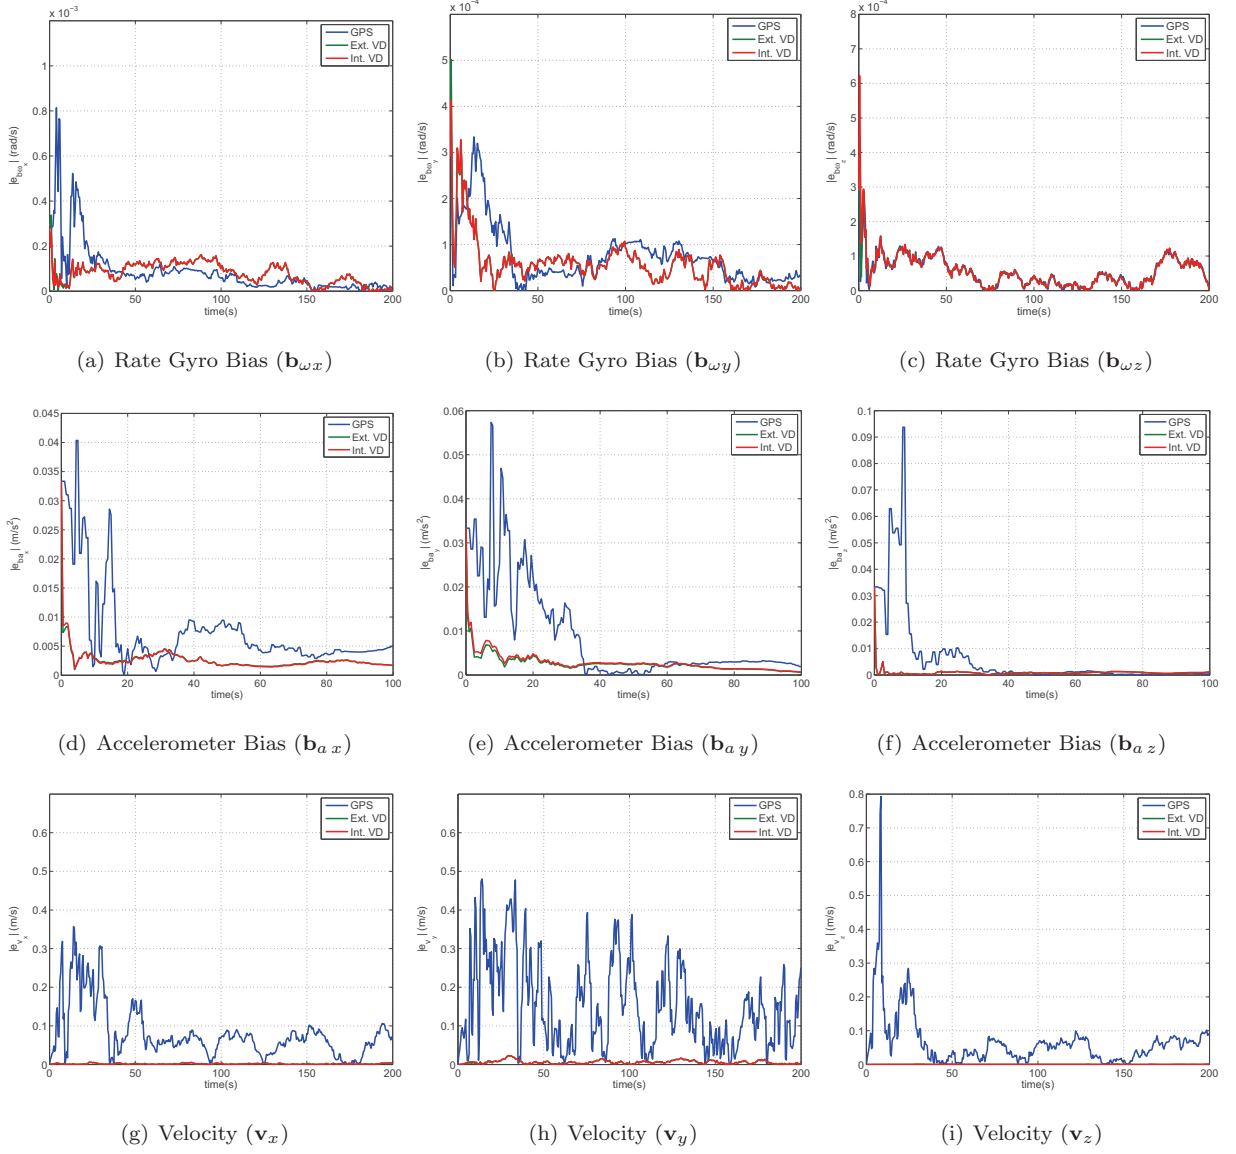 x 10⁻³
GPS
Ext. VD
Int. VD
1
0.8
0.6
0.4
0.2
0
|e_bω_x| (rad/s)
0 50 100 150 200
time(s)
(a) Rate Gyro Bias (b_ωx)
x 10⁻⁴
GPS
Ext. VD
Int. VD
5
4
3
2
1
0
|e_bω_y| (rad/s)
0 50 100 150 200
time(s)
(b) Rate Gyro Bias (b_ωy)
8 x 10⁻⁴
GPS
Ext. VD
Int. VD
7
6
5
4
3
2
1
0
|e_bω_z| (rad/s)
0 50 100 150 200
time(s)
(c) Rate Gyro Bias (b_ωz)
0.045
GPS
Ext. VD
Int. VD
0.04
0.035
0.03
0.025
0.02
0.015
0.01
0.005
0
|e_ba_x| (m/s²)
0 20 40 60 80 100
time(s)
(d) Accelerometer Bias (b_a x)
0.06
GPS
Ext. VD
Int. VD
0.05
0.04
0.03
0.02
0.01
0
|e_ba_y| (m/s²)
0 20 40 60 80 100
time(s)
(e) Accelerometer Bias (b_a y)
0.1
GPS
Ext. VD
Int. VD
0.09
0.08
0.07
0.06
0.05
0.04
0.03
0.02
0.01
0
|e_ba_z| (m/s²)
0 20 40 60 80 100
time(s)
(f) Accelerometer Bias (b_a z)
GPS
Ext. VD
Int. VD
0.6
0.5
0.4
0.3
0.2
0.1
0
|e_v_x| (m/s)
0 50 100 150 200
time(s)
(g) Velocity (v_x)
GPS
Ext. VD
Int. VD
0.6
0.5
0.4
0.3
0.2
0.1
0
|e_v_y| (m/s)
0 50 100 150 200
time(s)
(h) Velocity (v_y)
0.8
GPS
Ext. VD
Int. VD
0.7
0.6
0.5
0.4
0.3
0.2
0.1
0
|e_v_z| (m/s)
0 50 100 150 200
time(s)
(i) Velocity (v_z)